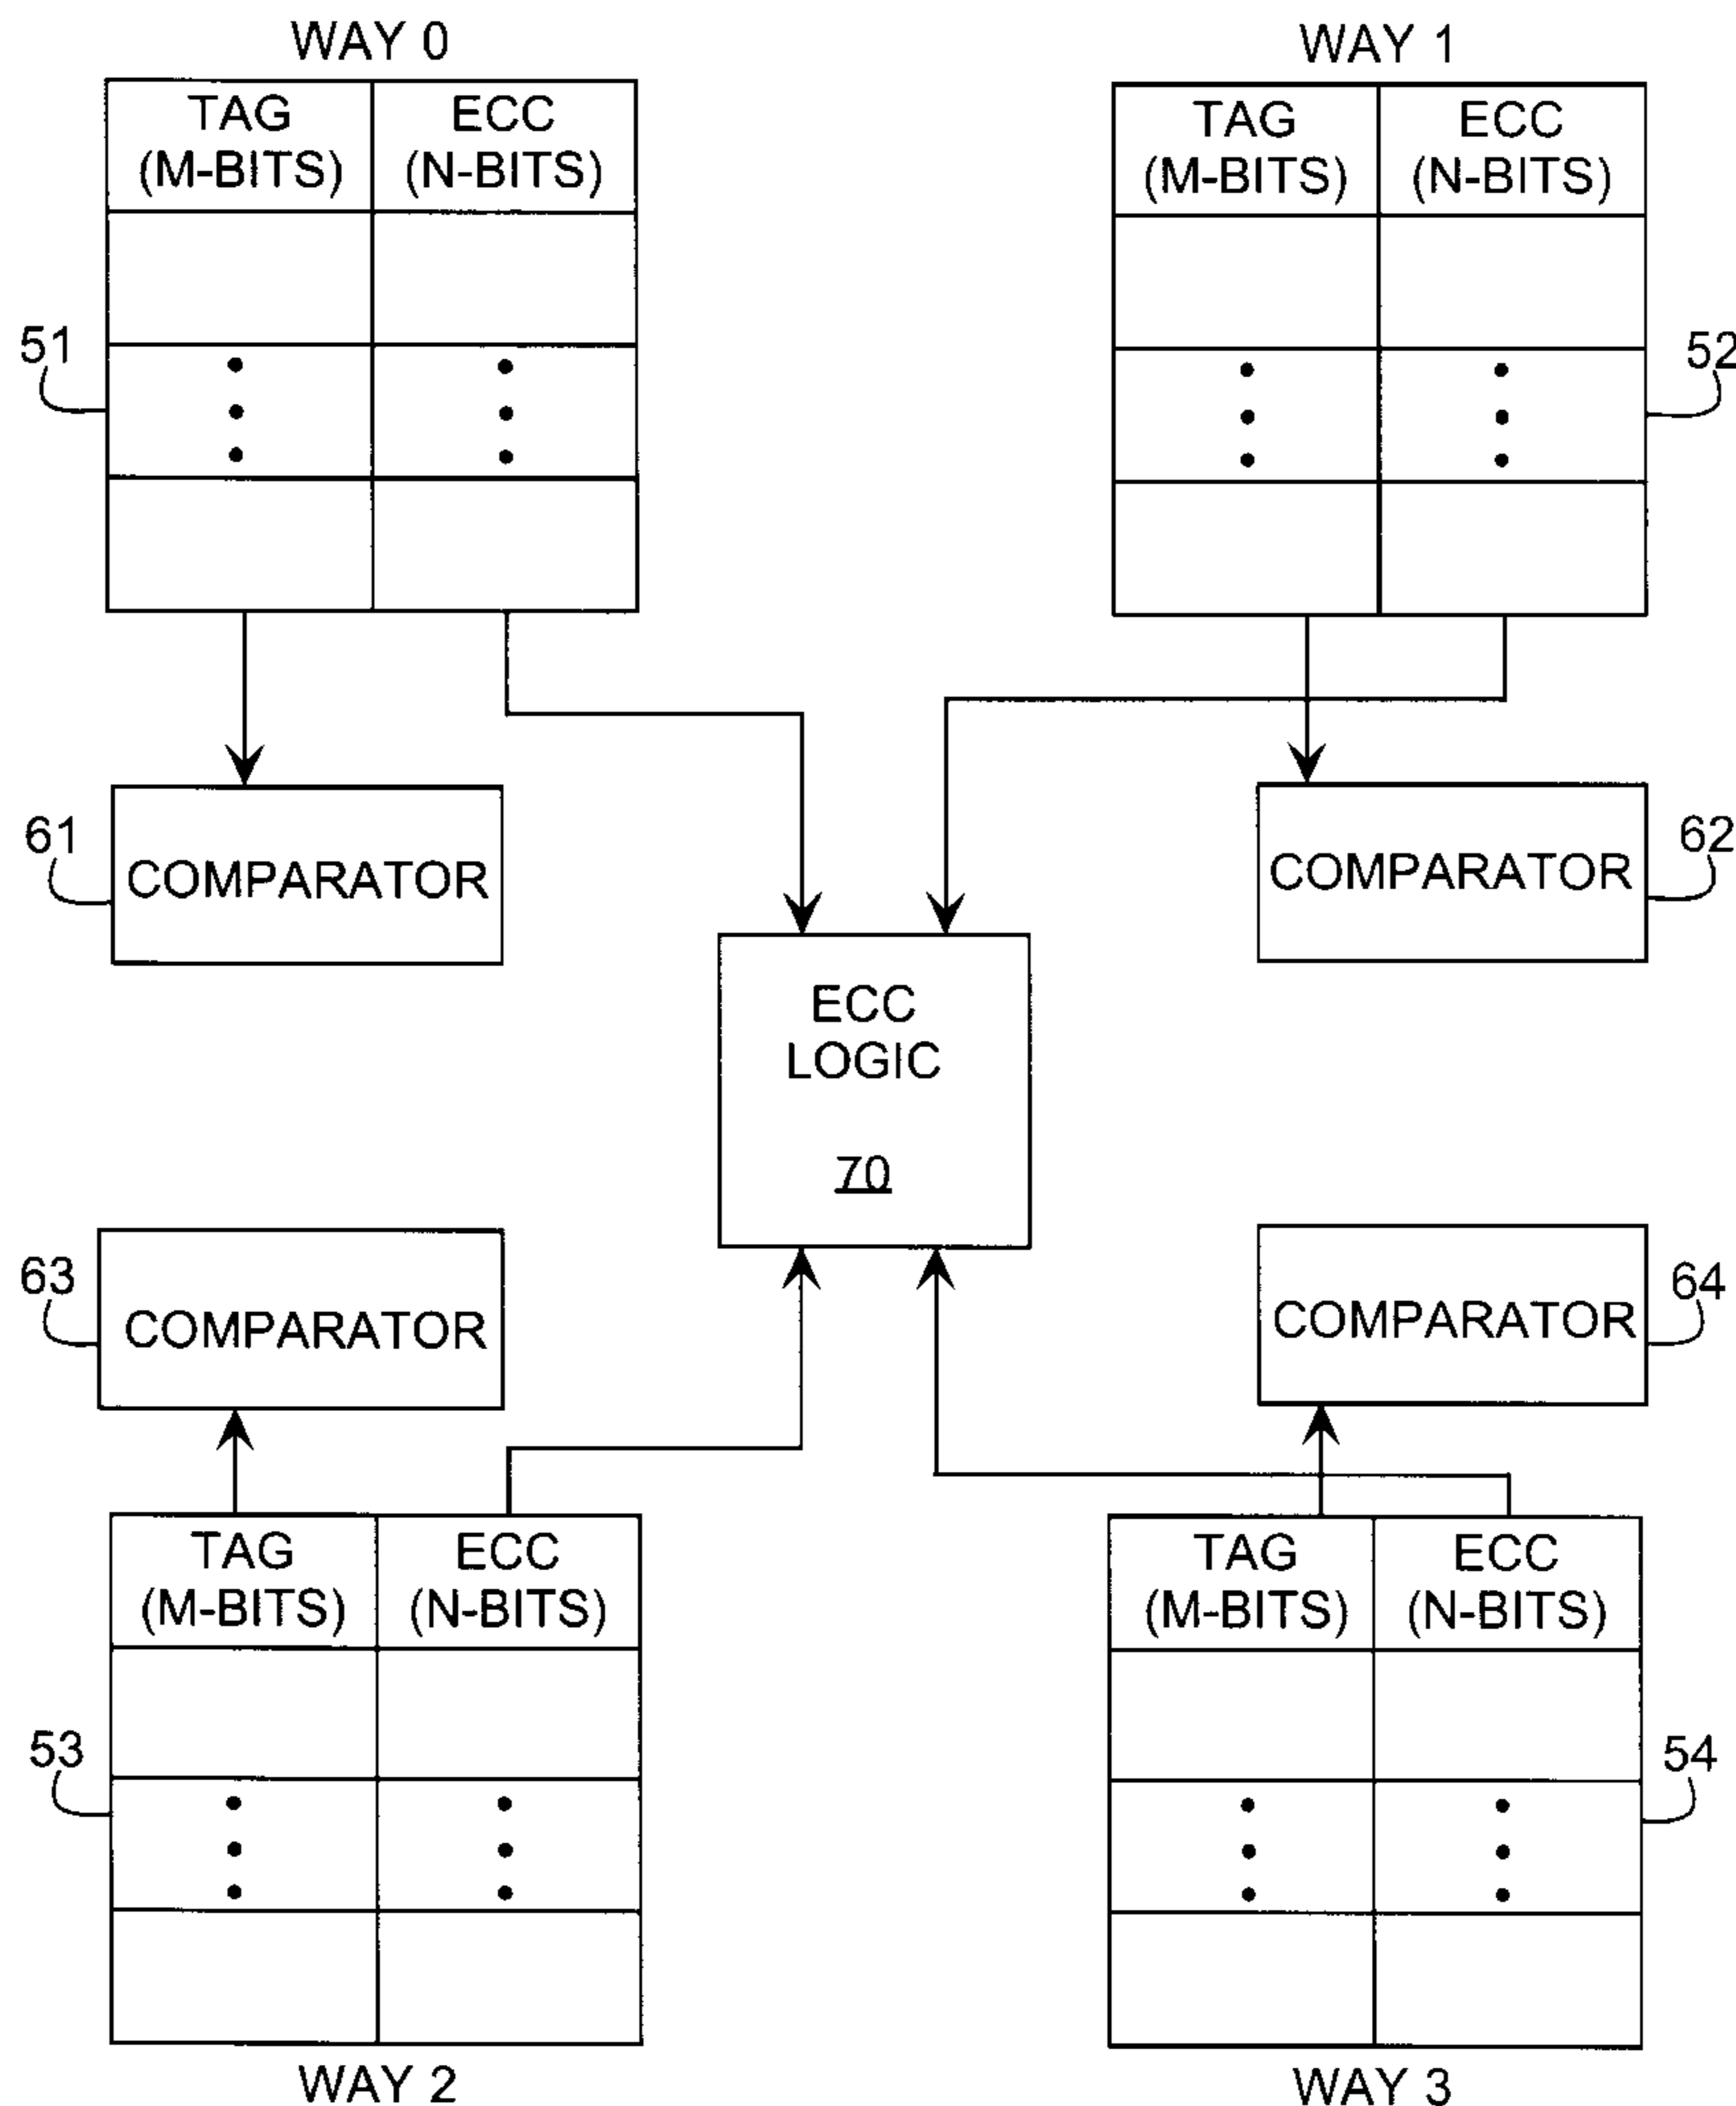 WAY 0
TAG
(M-BITS)
ECC
(N-BITS)
51
WAY 1
TAG
(M-BITS)
ECC
(N-BITS)
52
61
COMPARATOR
COMPARATOR
62
ECC
LOGIC
70
63
COMPARATOR
COMPARATOR
64
TAG
(M-BITS)
ECC
(N-BITS)
53
WAY 2
TAG
(M-BITS)
ECC
(N-BITS)
54
WAY 3